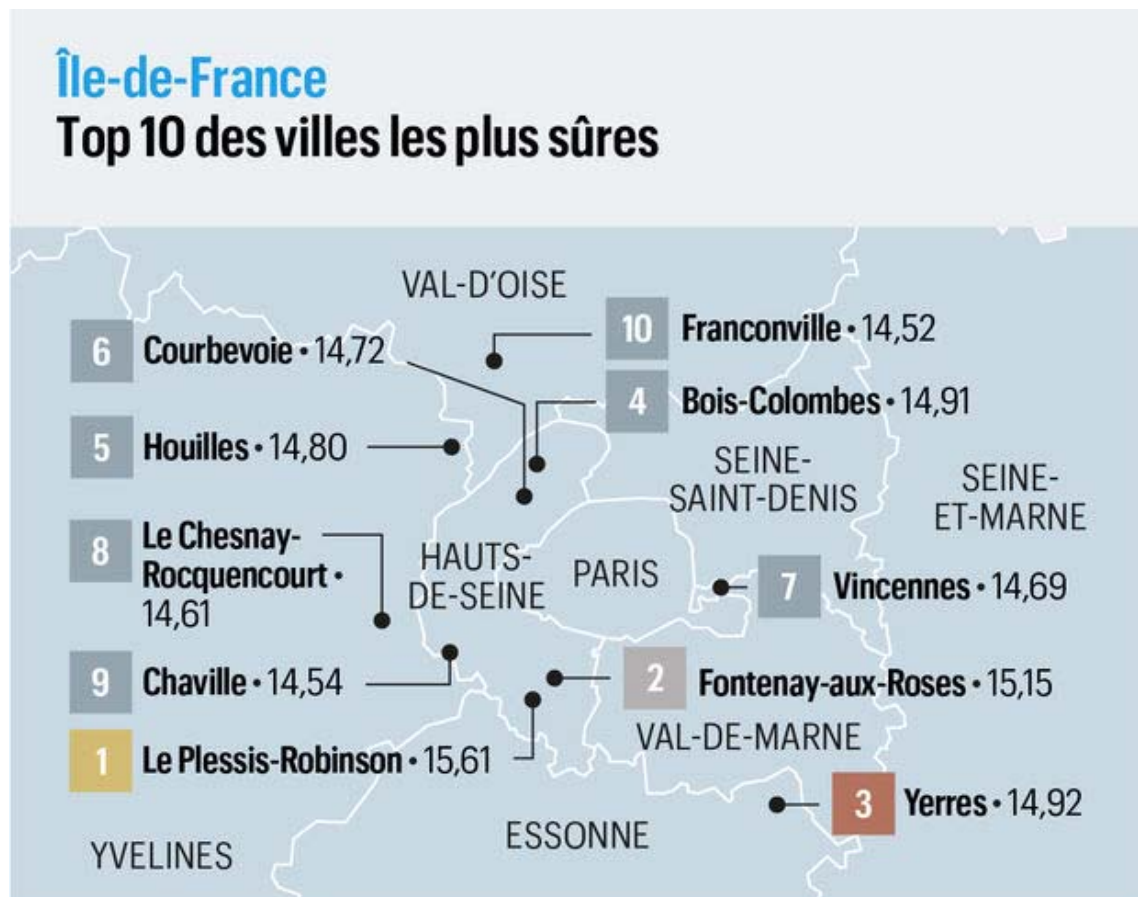 Île-de-France
Top 10 des villes les plus sûres
VAL-D'OISE
10 Franconville • 14,52
6 Courbevoie • 14,72
4 Bois-Colombes • 14,91
5 Houilles • 14,80
SEINE-
SAINT-DENIS
SEINE-
ET-MARNE
8 Le Chesnay-
Rocquencourt •
14,61
HAUTS-
DE-SEINE
PARIS
7 Vincennes • 14,69
9 Chaville • 14,54
2 Fontenay-aux-Roses • 15,15
VAL-DE-MARNE
1 Le Plessis-Robinson • 15,61
3 Yerres • 14,92
ESSONNE
YVELINES